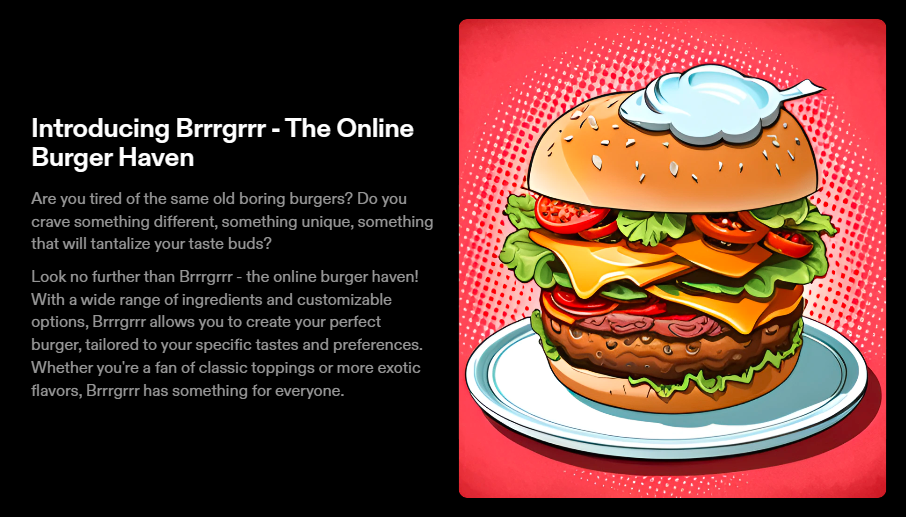 Introducing Brrrgrrr - The Online
Burger Haven
Are you tired of the same old boring burgers? Do you
crave something different, something unique, something
that will tantalize your taste buds?
Look no further than Brrrgrrr - the online burger haven!
With a wide range of ingredients and customizable
options, Brrrgrrr allows you to create your perfect
burger, tailored to your specific tastes and preferences.
Whether you're a fan of classic toppings or more exotic
flavors, Brrrgrrr has something for everyone.